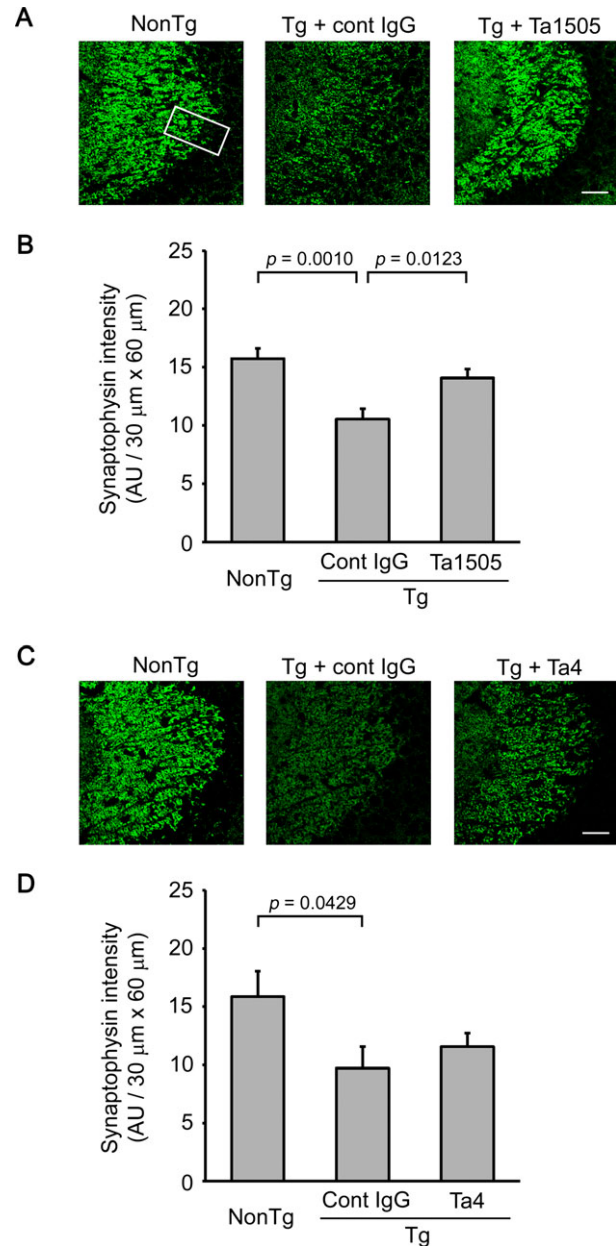 A
NonTg
Tg + cont IgG
Tg + Ta1505
B
Synaptophysin intensity
(AU / 30 μm x 60 μm)
25
20
15
10
5
0
p = 0.0010
p = 0.0123
NonTg
Cont IgG
Ta1505
Tg
C
NonTg
Tg + cont IgG
Tg + Ta4
D
Synaptophysin intensity
(AU / 30 μm x 60 μm)
25
20
15
10
5
0
p = 0.0429
NonTg
Cont IgG
Ta4
Tg